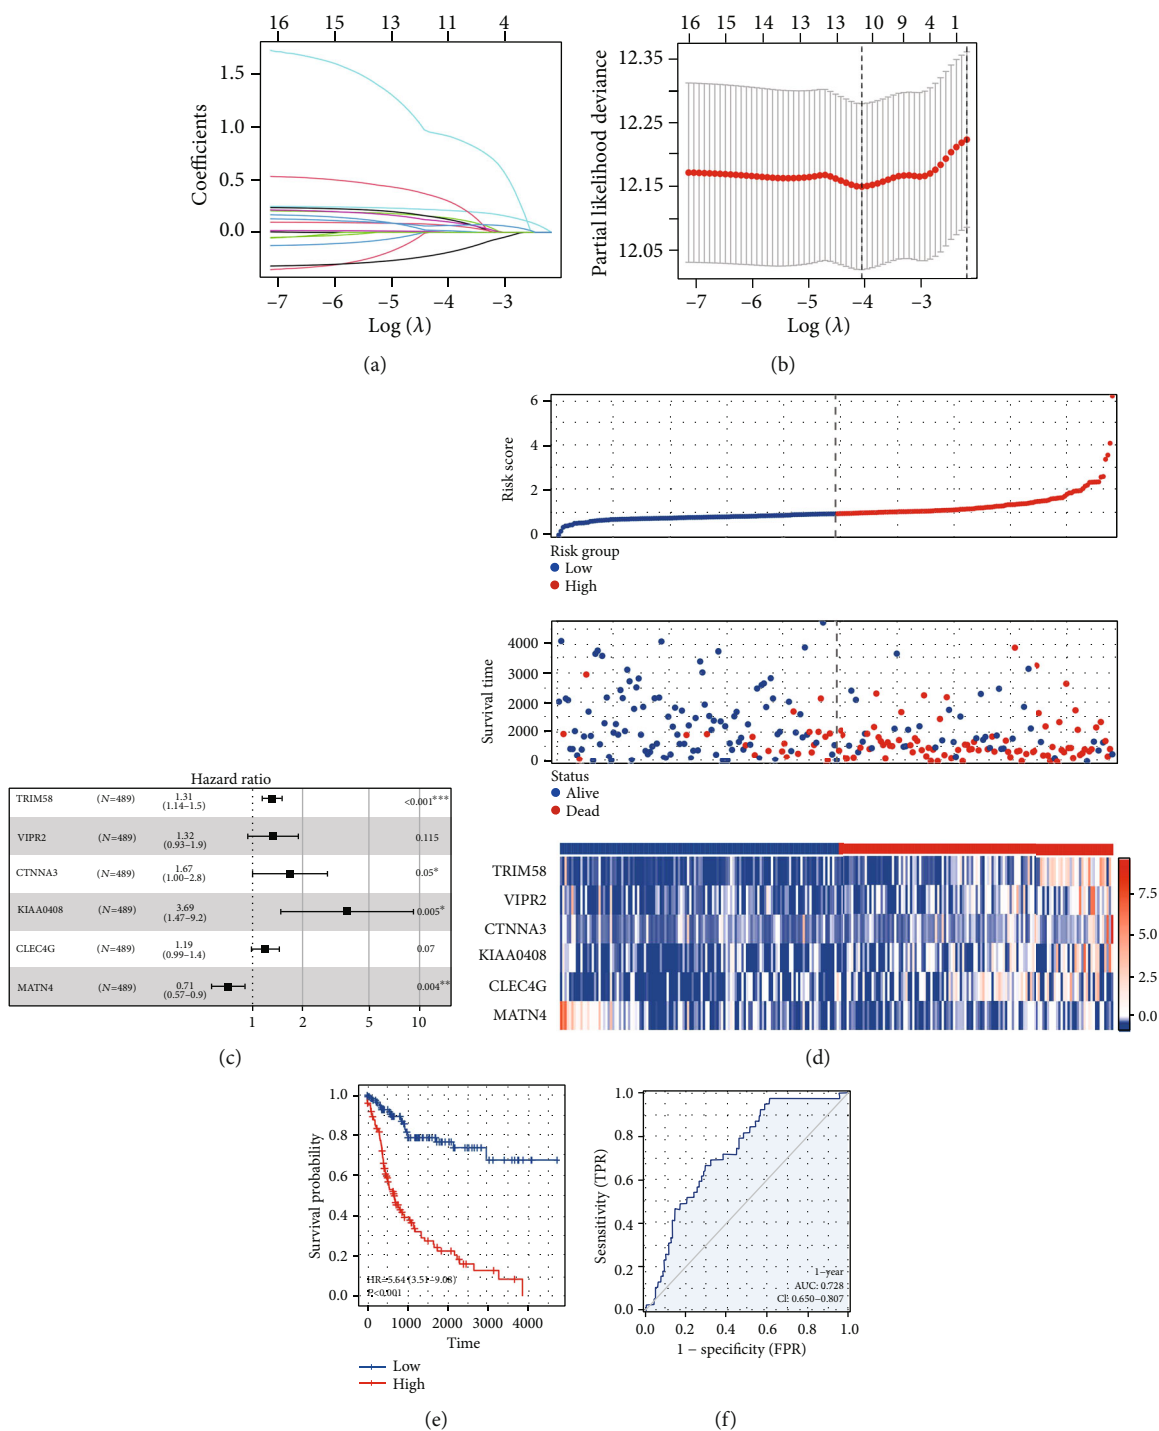 16 15 13 11 4
1.5
1.0
0.5
0.0
Coefficients
–7 –6 –5 –4 –3
Log (λ)
(a)
16 15 14 13 13 10 9 4 1
12.35
12.25
12.15
12.05
Partial likelihood deviance
–7 –6 –5 –4 –3
Log (λ)
(b)
Hazard ratio
TRIM58 (N=489) 1.31 (1.14–1.5) <0.001***
VIPR2 (N=489) 1.32 (0.93–1.9) 0.115
CTNNA3 (N=489) 1.67 (1.00–2.8) 0.05*
KIAA0408 (N=489) 3.69 (1.47–9.2) 0.005*
CLEC4G (N=489) 1.19 (0.99–1.4) 0.07
MATN4 (N=489) 0.71 (0.57–0.9) 0.004**
1 2 5 10
(c)
6
4
2
0
Risk score
Risk group
Low
High
4000
3000
2000
2000
0
Survival time
Status
Alive
Dead
TRIM58
VIPR2
CTNNA3
KIAA0408
CLEC4G
MATN4
7.5
5.0
2.5
0.0
(d)
1.0
0.8
0.6
0.4
0.2
0.0
Survival probability
HR=5.64 (3.51–9.08)
P<0.001
0 1000 2000 3000 4000
Time
Low
High
(e)
1.0
0.8
0.6
0.4
0.2
0.0
Sesnsitivity (TPR)
1–year
AUC: 0.728
CI: 0.650–0.807
0.0 0.2 0.4 0.6 0.8 1.0
1 – specificity (FPR)
(f)